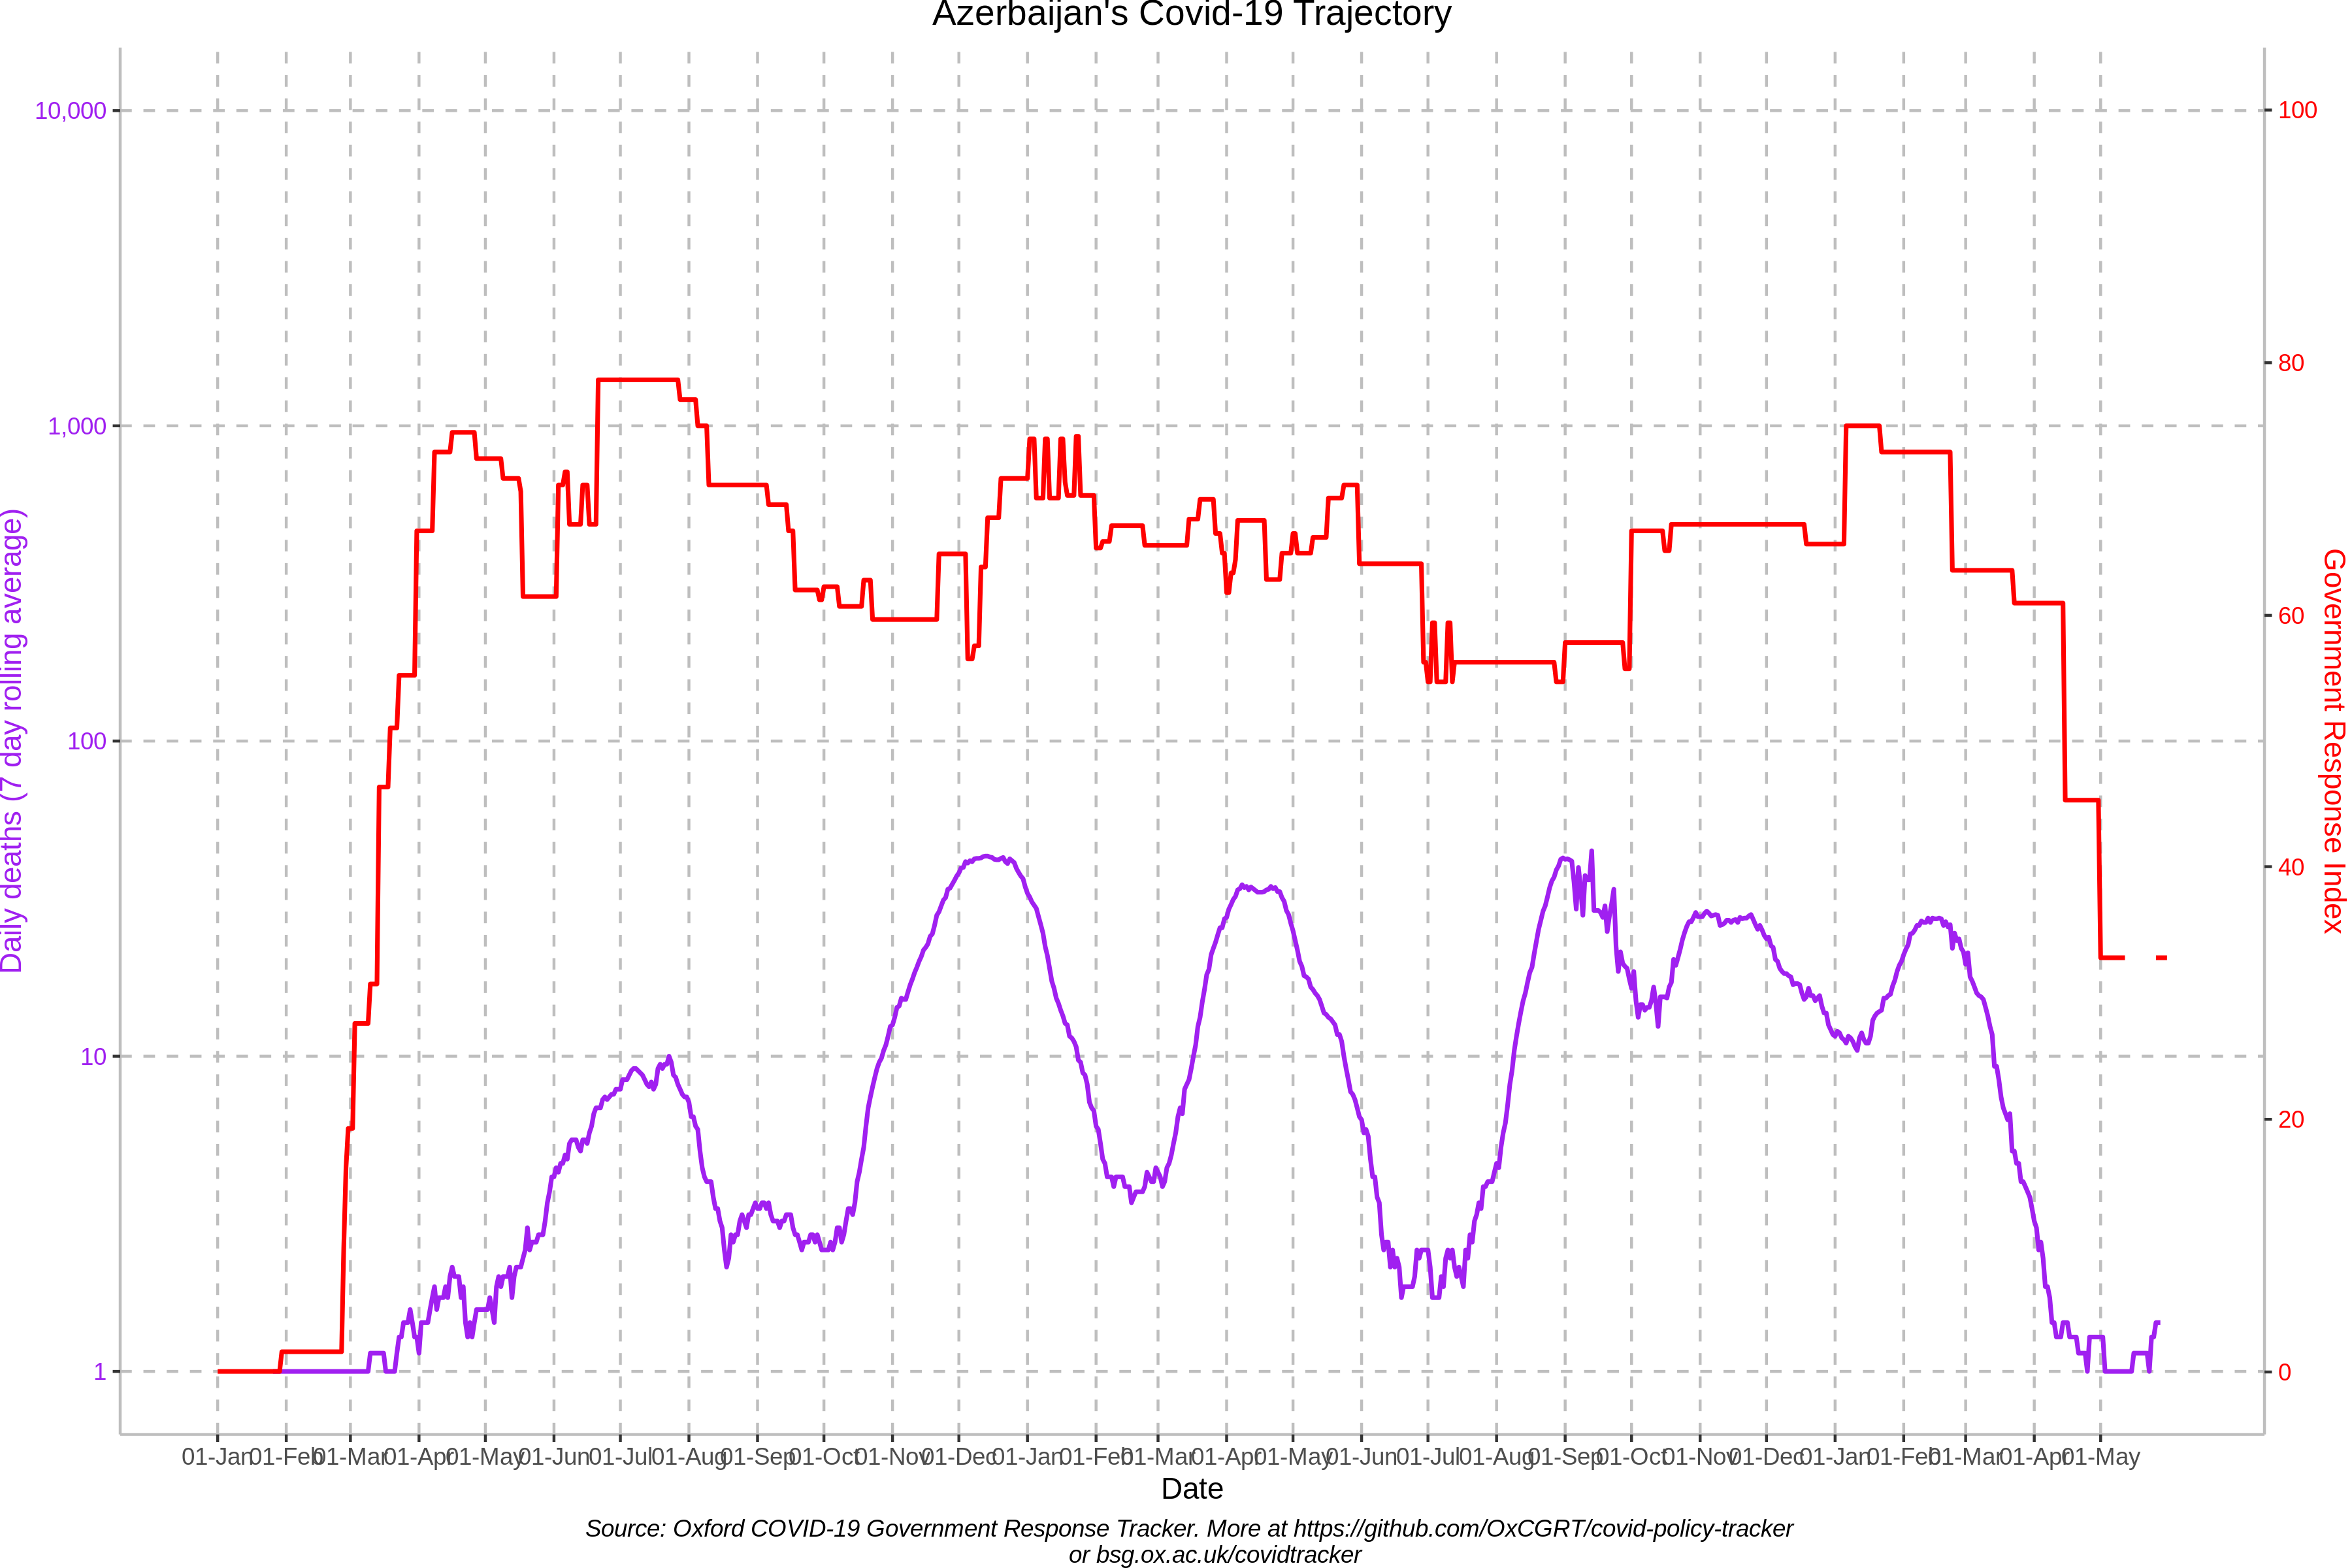 Azerbaijan's Covid-19 Trajectory
Daily deaths (7 day rolling average)
10,000
1,000
100
10
1
100
80
60
40
20
0
Government Response Index
01-Jan 01-Feb 01-Mar 01-Apr 01-May 01-Jun 01-Jul 01-Aug 01-Sep 01-Oct 01-Nov 01-Dec 01-Jan 01-Feb 01-Mar 01-Apr 01-May 01-Jun 01-Jul 01-Aug 01-Sep 01-Oct 01-Nov 01-Dec 01-Jan 01-Feb 01-Mar 01-Apr 01-May
Date
Source: Oxford COVID-19 Government Response Tracker. More at https://github.com/OxCGRT/covid-policy-tracker
or bsg.ox.ac.uk/covidtracker